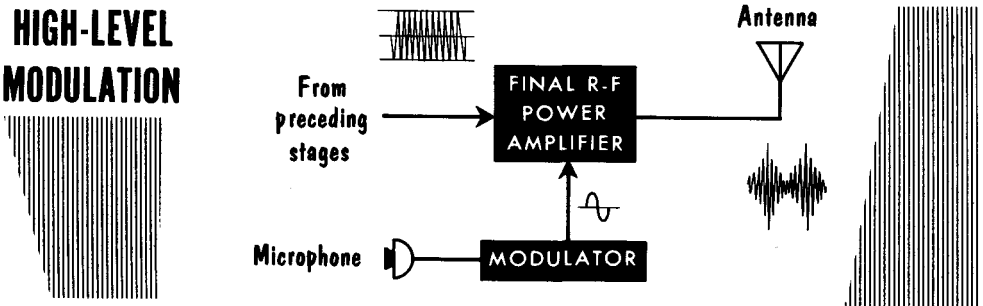 HIGH-LEVEL
MODULATION
Antenna
From
preceding
stages
FINAL R-F
POWER
AMPLIFIER
Microphone
MODULATOR